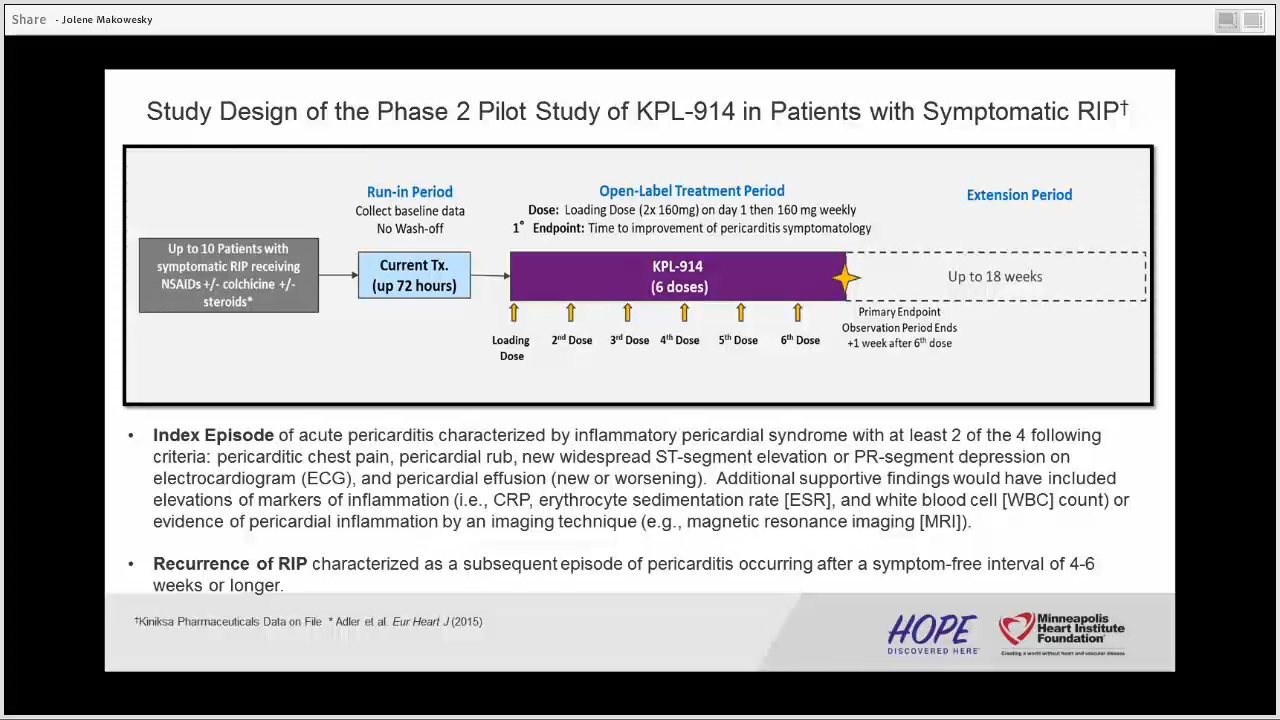 Share - Jolene Makowesky
Study Design of the Phase 2 Pilot Study of KPL-914 in Patients with Symptomatic RIP†
Run-in Period
Collect baseline data
No Wash-off
Open-Label Treatment Period
Dose: Loading Dose (2x 160mg) on day 1 then 160 mg weekly
1° Endpoint: Time to improvement of pericarditis symptomatology
Extension Period
Up to 10 Patients with
symptomatic RIP receiving
NSAIDs +/- colchicine +/-
steroids*
Current Tx.
(up 72 hours)
KPL-914
(6 doses)
Up to 18 weeks
Loading
Dose
2nd Dose
3rd Dose
4th Dose
5th Dose
6th Dose
Primary Endpoint
Observation Period Ends
+1 week after 6th dose
• Index Episode of acute pericarditis characterized by inflammatory pericardial syndrome with at least 2 of the 4 following
criteria: pericarditic chest pain, pericardial rub, new widespread ST-segment elevation or PR-segment depression on
electrocardiogram (ECG), and pericardial effusion (new or worsening). Additional supportive findings would have included
elevations of markers of inflammation (i.e., CRP, erythrocyte sedimentation rate [ESR], and white blood cell [WBC] count) or
evidence of pericardial inflammation by an imaging technique (e.g., magnetic resonance imaging [MRI]).
• Recurrence of RIP characterized as a subsequent episode of pericarditis occurring after a symptom-free interval of 4-6
weeks or longer.
†Kiniksa Pharmaceuticals Data on File * Adler et al. Eur Heart J (2015)
HOPE
DISCOVERED HERE
Minneapolis
Heart Institute
Foundation
Creating a world without heart and vascular disease